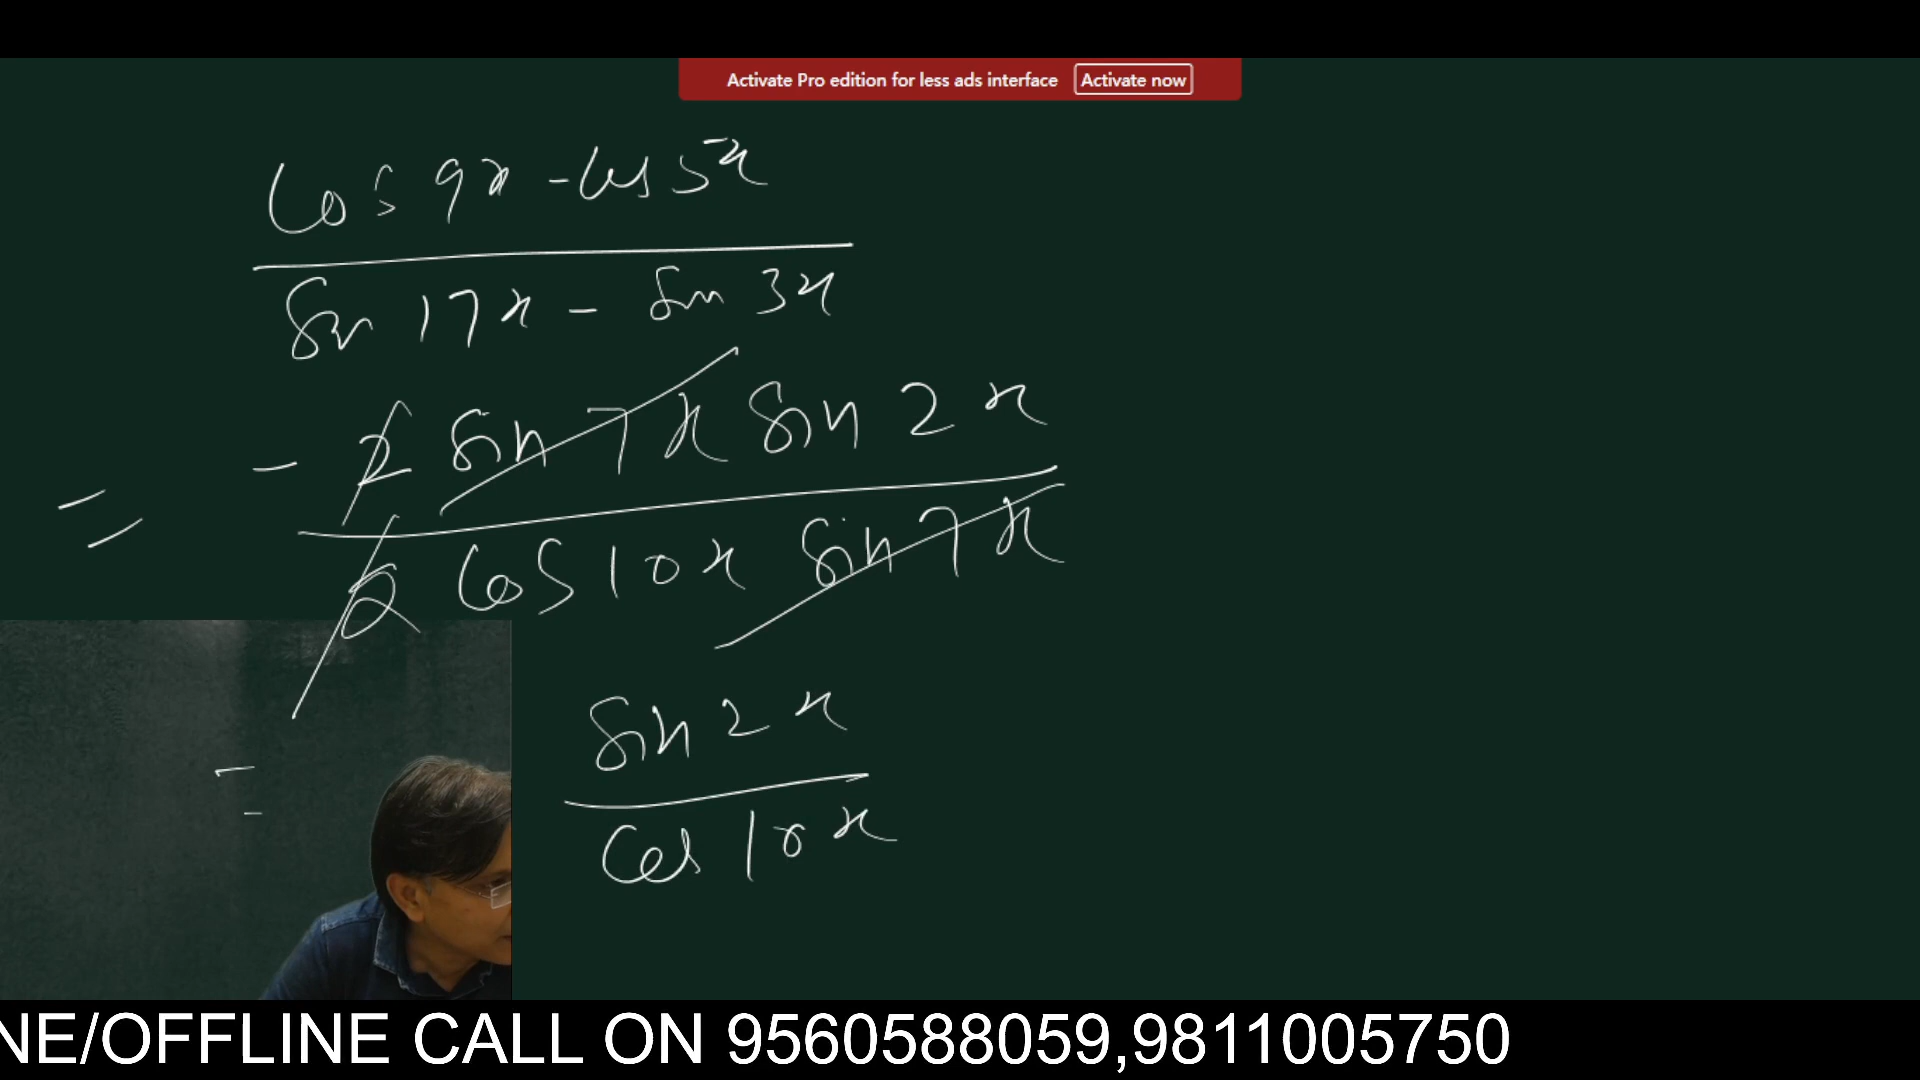 Activate Pro edition for less ads interface Activate now
Cos 9x - Cos 5x
Sin 17x - Sin 3x
= - 2 Sin 7x Sin 2x
2 Cos 10x Sin 7x
= - Sin 2x
Cos 10x
NE/OFFLINE CALL ON 9560588059,9811005750